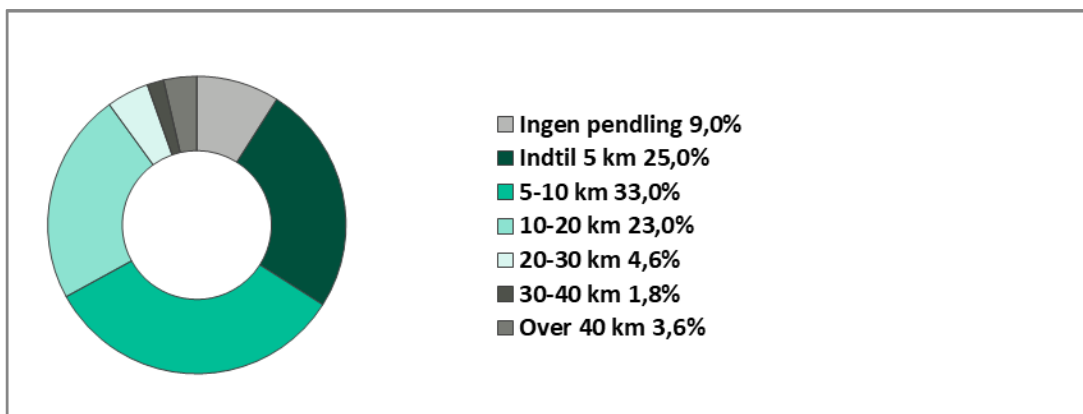 Ingen pendling 9,0%
Indtil 5 km 25,0%
5-10 km 33,0%
10-20 km 23,0%
20-30 km 4,6%
30-40 km 1,8%
Over 40 km 3,6%